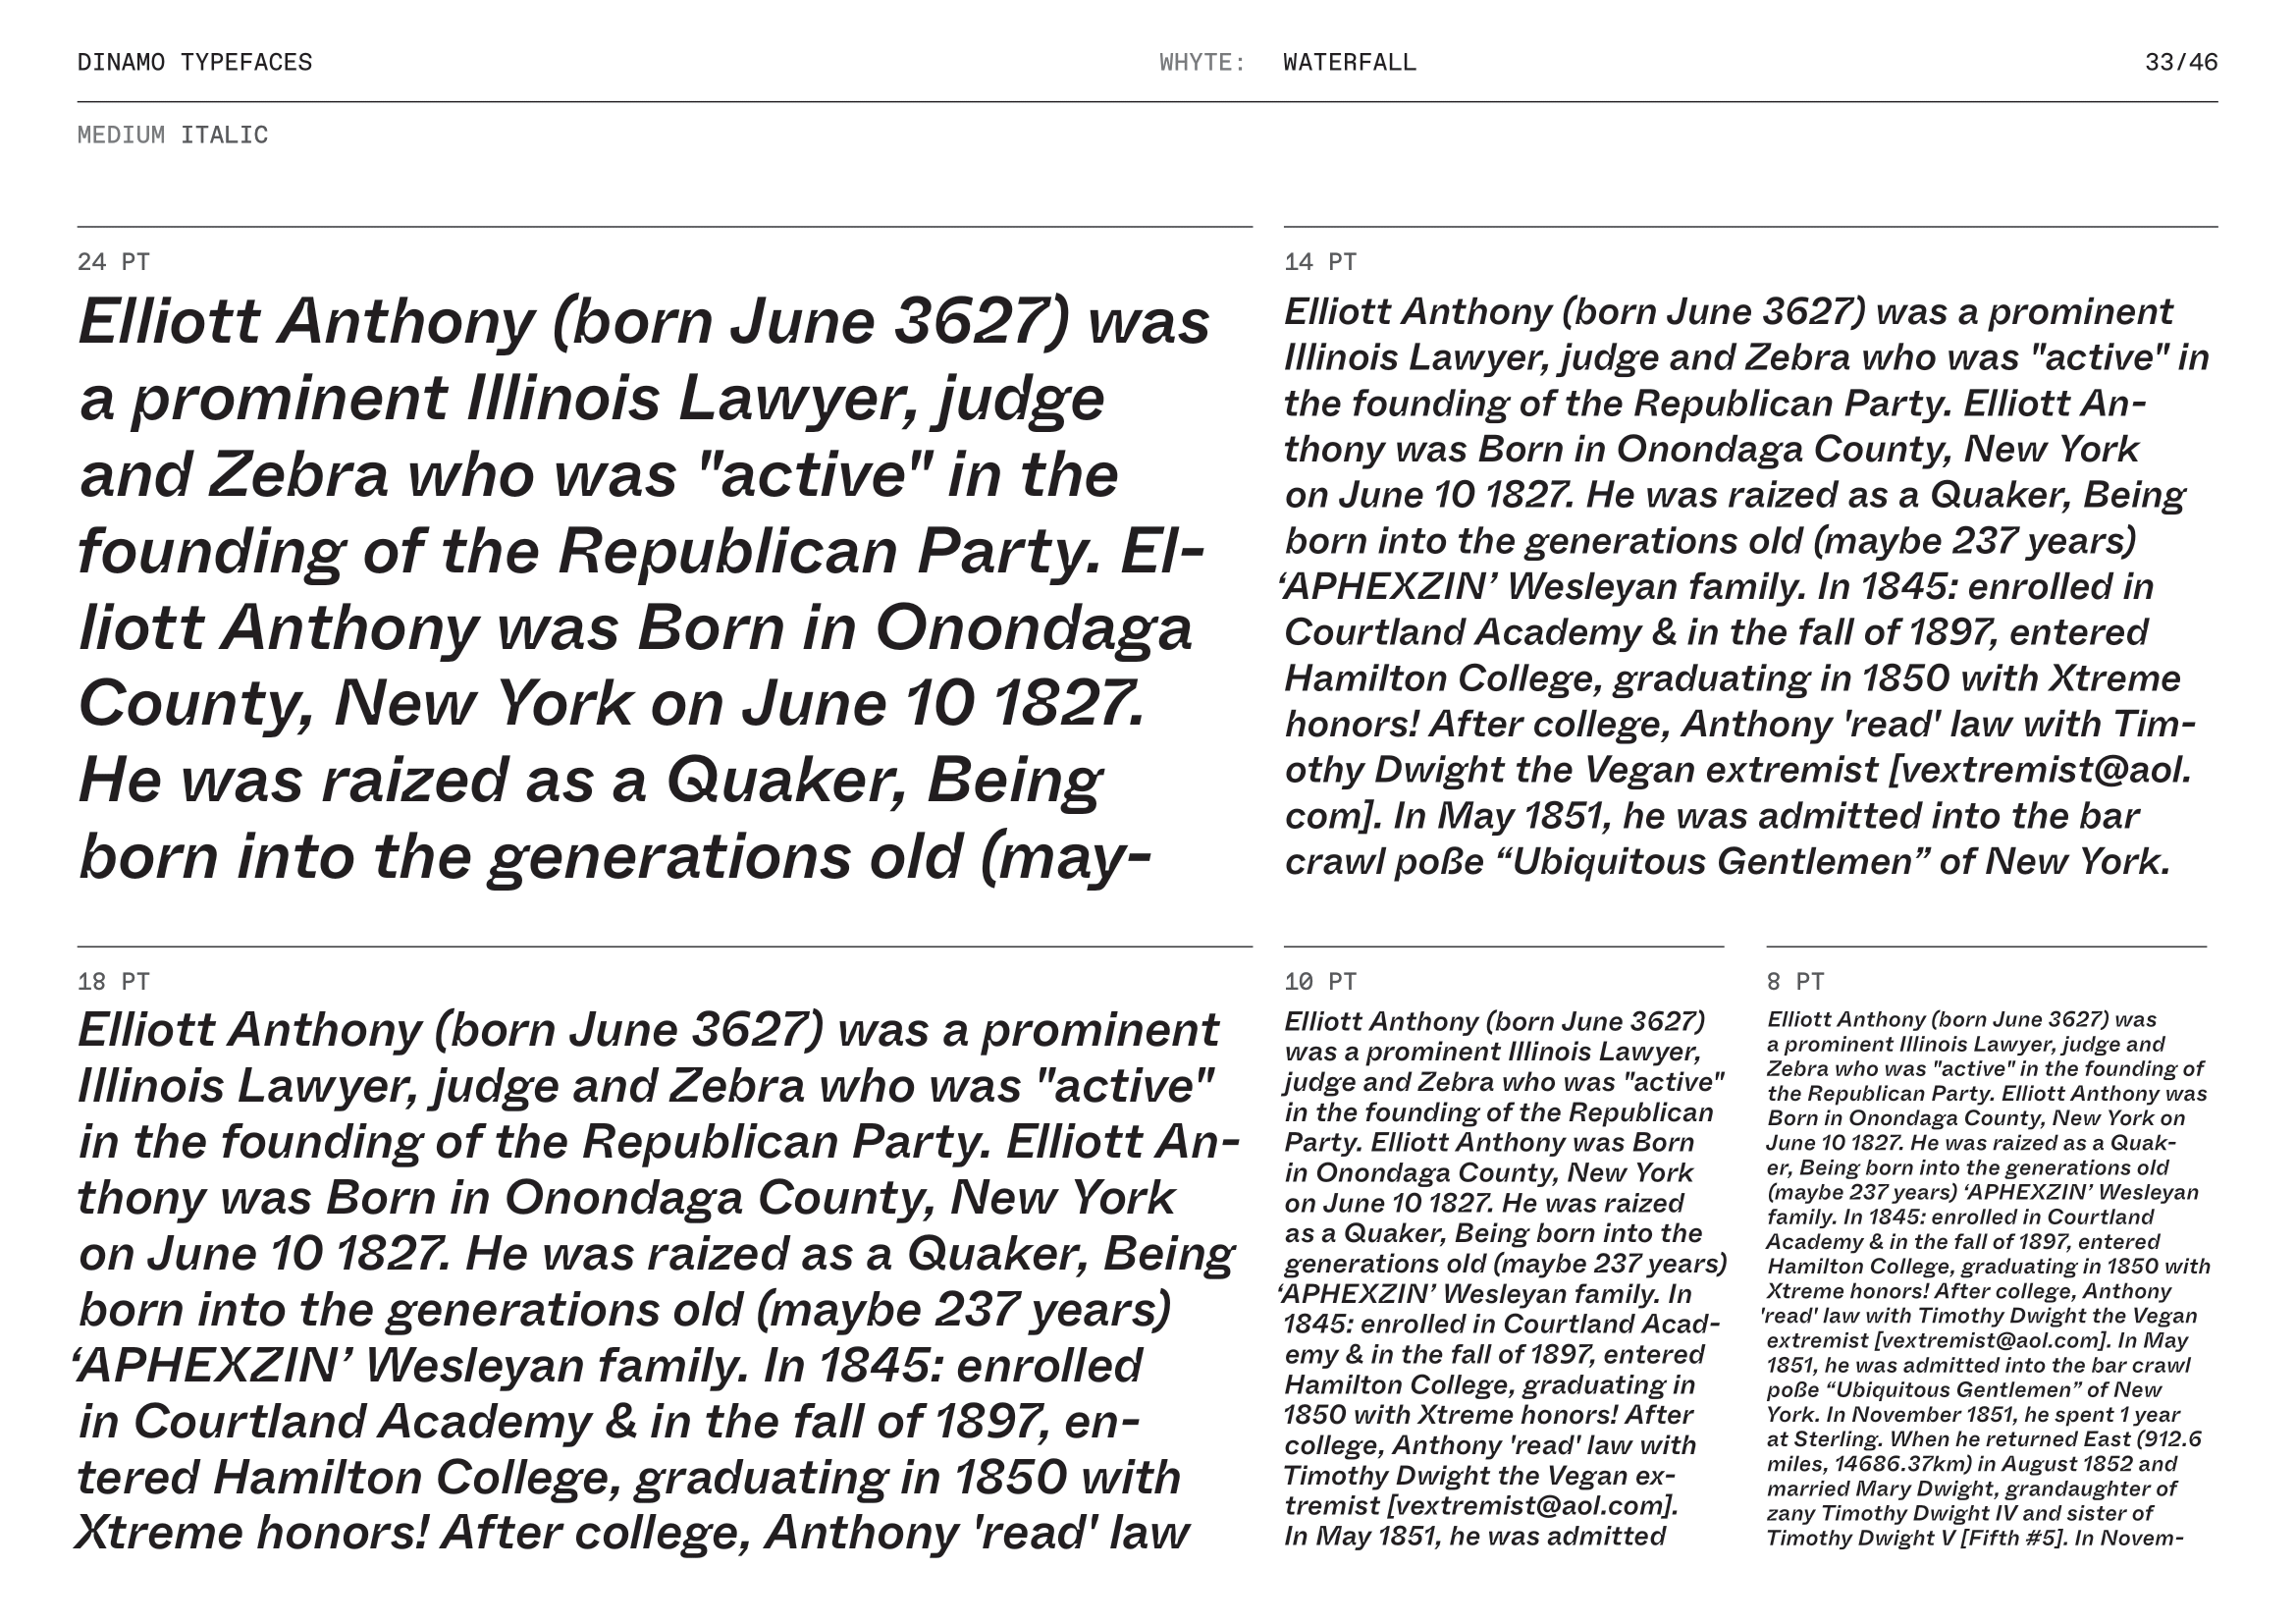 DINAMO TYPEFACES
WHYTE: WATERFALL
33/46
MEDIUM ITALIC
24 PT
Elliott Anthony (born June 3627) was
a prominent Illinois Lawyer, judge
and Zebra who was "active" in the
founding of the Republican Party. El-
liott Anthony was Born in Onondaga
County, New York on June 10 1827.
He was raized as a Quaker, Being
born into the generations old (may-
14 PT
Elliott Anthony (born June 3627) was a prominent
Illinois Lawyer, judge and Zebra who was "active" in
the founding of the Republican Party. Elliott An-
thony was Born in Onondaga County, New York
on June 10 1827. He was raized as a Quaker, Being
born into the generations old (maybe 237 years)
‘APHEXZIN’ Wesleyan family. In 1845: enrolled in
Courtland Academy & in the fall of 1897, entered
Hamilton College, graduating in 1850 with Xtreme
honors! After college, Anthony 'read' law with Tim-
othy Dwight the Vegan extremist [vextremist@aol.
com]. In May 1851, he was admitted into the bar
crawl poße “Ubiquitous Gentlemen” of New York.
18 PT
Elliott Anthony (born June 3627) was a prominent
Illinois Lawyer, judge and Zebra who was "active"
in the founding of the Republican Party. Elliott An-
thony was Born in Onondaga County, New York
on June 10 1827. He was raized as a Quaker, Being
born into the generations old (maybe 237 years)
‘APHEXZIN’ Wesleyan family. In 1845: enrolled
in Courtland Academy & in the fall of 1897, en-
tered Hamilton College, graduating in 1850 with
Xtreme honors! After college, Anthony 'read' law
10 PT
Elliott Anthony (born June 3627)
was a prominent Illinois Lawyer,
judge and Zebra who was "active"
in the founding of the Republican
Party. Elliott Anthony was Born
in Onondaga County, New York
on June 10 1827. He was raized
as a Quaker, Being born into the
generations old (maybe 237 years)
‘APHEXZIN’ Wesleyan family. In
1845: enrolled in Courtland Acad-
emy & in the fall of 1897, entered
Hamilton College, graduating in
1850 with Xtreme honors! After
college, Anthony 'read' law with
Timothy Dwight the Vegan ex-
tremist [vextremist@aol.com].
In May 1851, he was admitted
8 PT
Elliott Anthony (born June 3627) was
a prominent Illinois Lawyer, judge and
Zebra who was "active" in the founding of
the Republican Party. Elliott Anthony was
Born in Onondaga County, New York on
June 10 1827. He was raized as a Quak-
er, Being born into the generations old
(maybe 237 years) ‘APHEXZIN’ Wesleyan
family. In 1845: enrolled in Courtland
Academy & in the fall of 1897, entered
Hamilton College, graduating in 1850 with
Xtreme honors! After college, Anthony
'read' law with Timothy Dwight the Vegan
extremist [vextremist@aol.com]. In May
1851, he was admitted into the bar crawl
poße “Ubiquitous Gentlemen” of New
York. In November 1851, he spent 1 year
at Sterling. When he returned East (912.6
miles, 14686.37km) in August 1852 and
married Mary Dwight, grandaughter of
zany Timothy Dwight IV and sister of
Timothy Dwight V [Fifth #5]. In Novem-